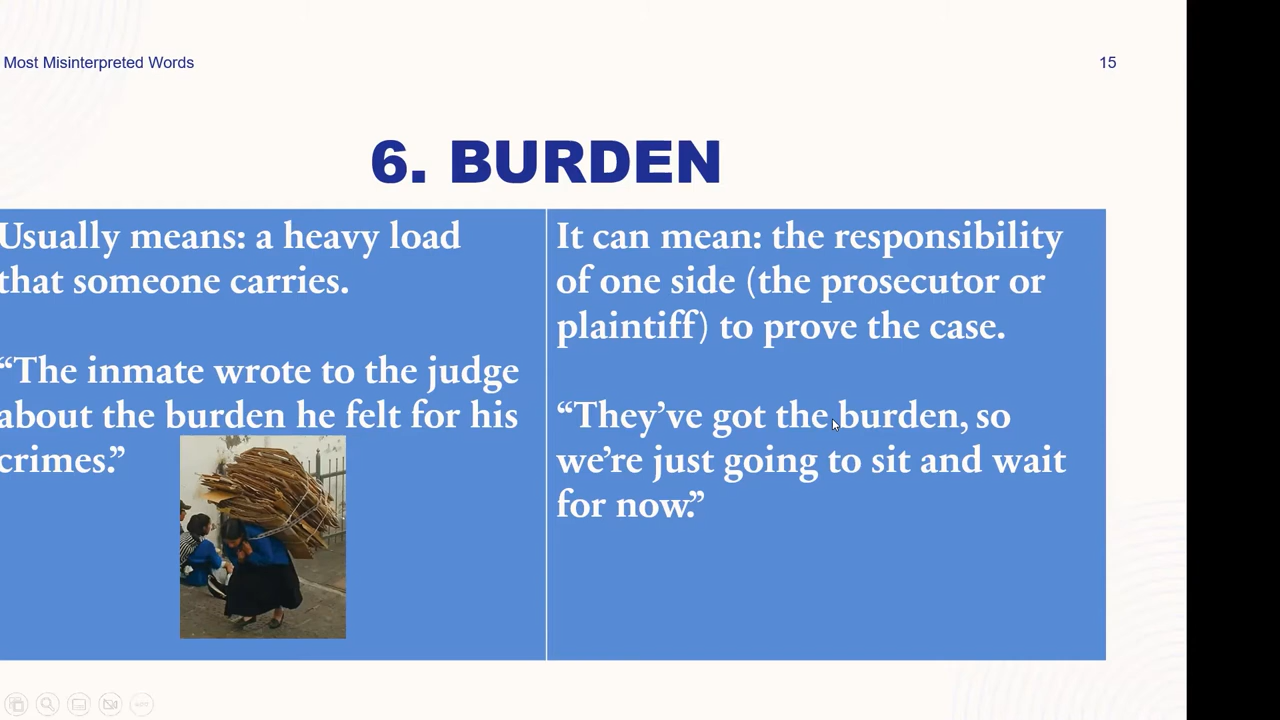 Most Misinterpreted Words
15
6. BURDEN
Usually means: a heavy load
that someone carries.
“The inmate wrote to the judge
about the burden he felt for his
crimes.”
It can mean: the responsibility
of one side (the prosecutor or
plaintiff) to prove the case.
“They’ve got the burden, so
we’re just going to sit and wait
for now.”